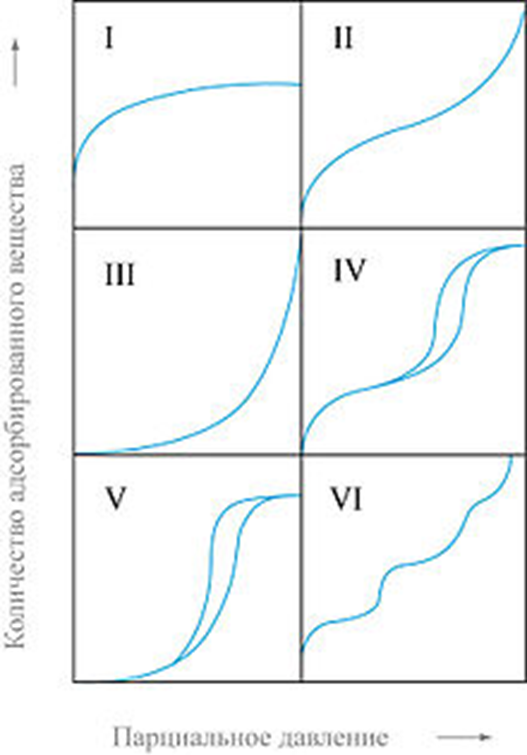 I
II
III
IV
V
VI
Количество адсорбированного вещества
Парциальное давление